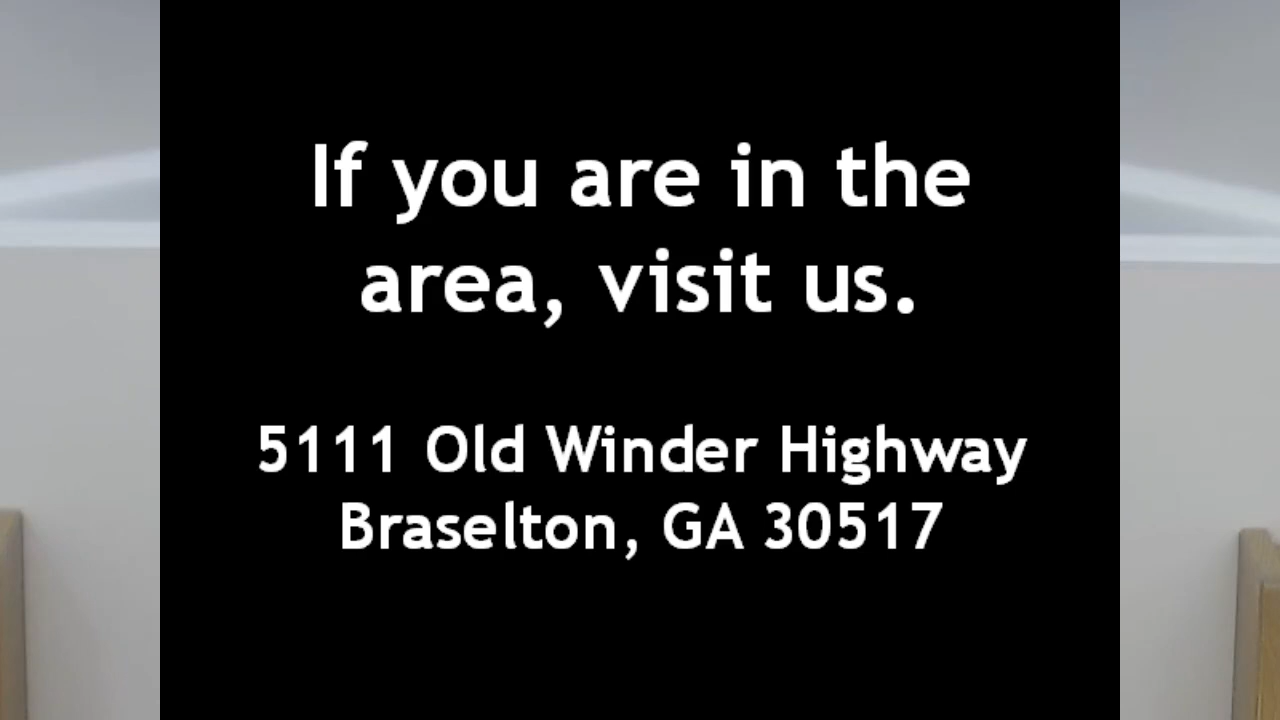 If you are in the
area, visit us.
5111 Old Winder Highway
Braselton, GA 30517